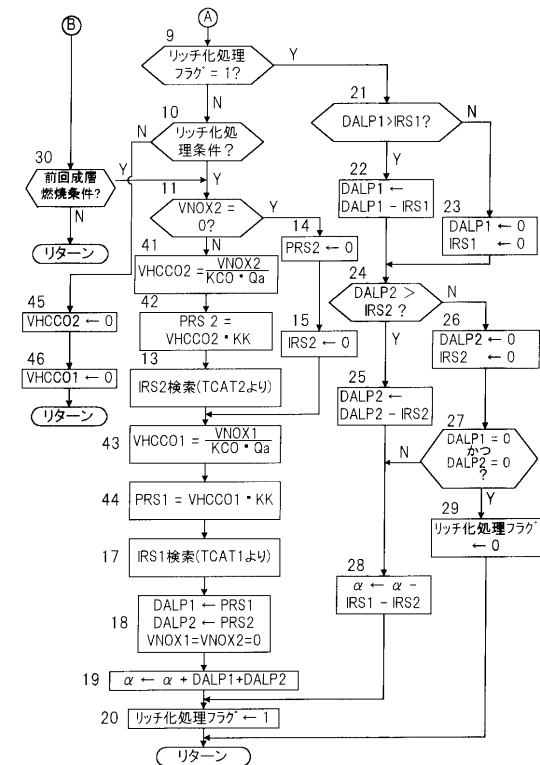 B
A
9
リッチ化処理
フラグ = 1?
Y
N
21
DALP1>IRS1?
N
Y
10
リッチ化処
理条件?
N
Y
30
前回成層
燃焼条件?
Y
N
リターン
11
VNOX2 =
0?
Y
N
14
PRS2 ← 0
22
DALP1 ←
DALP1 - IRS1
23
DALP1 ← 0
IRS1 ← 0
41
VHCCO2 = VNOX2 / KCO・Qa
24
DALP2 >
IRS2 ?
N
Y
42
PRS 2 =
VHCCO2・KK
15
IRS2 ← 0
45
VHCCO2 ← 0
46
VHCCO1 ← 0
リターン
13
IRS2検索(TCAT2より)
26
DALP2 ← 0
IRS2 ← 0
25
DALP2 ←
DALP2 - IRS2
43
VHCCO1 = VNOX1 / KCO・Qa
27
DALP1 = 0
かつ
DALP2 = 0
?
N
Y
44
PRS1 = VHCCO1・KK
29
リッチ化処理フラグ
← 0
17
IRS1検索(TCAT1より)
28
α ← α -
IRS1 - IRS2
18
DALP1 ← PRS1
DALP2 ← PRS2
VNOX1=VNOX2=0
19
α ← α + DALP1+DALP2
20
リッチ化処理フラグ ← 1
リターン